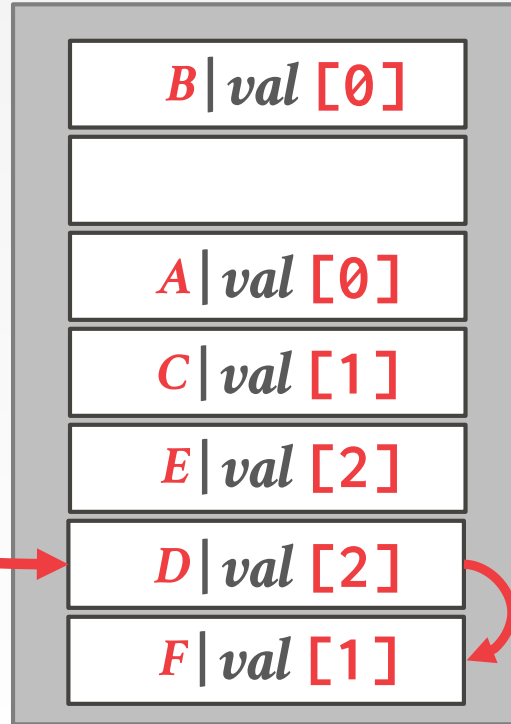 B|val [0]
A|val [0]
C|val [1]
E|val [2]
D|val [2]
F|val [1]